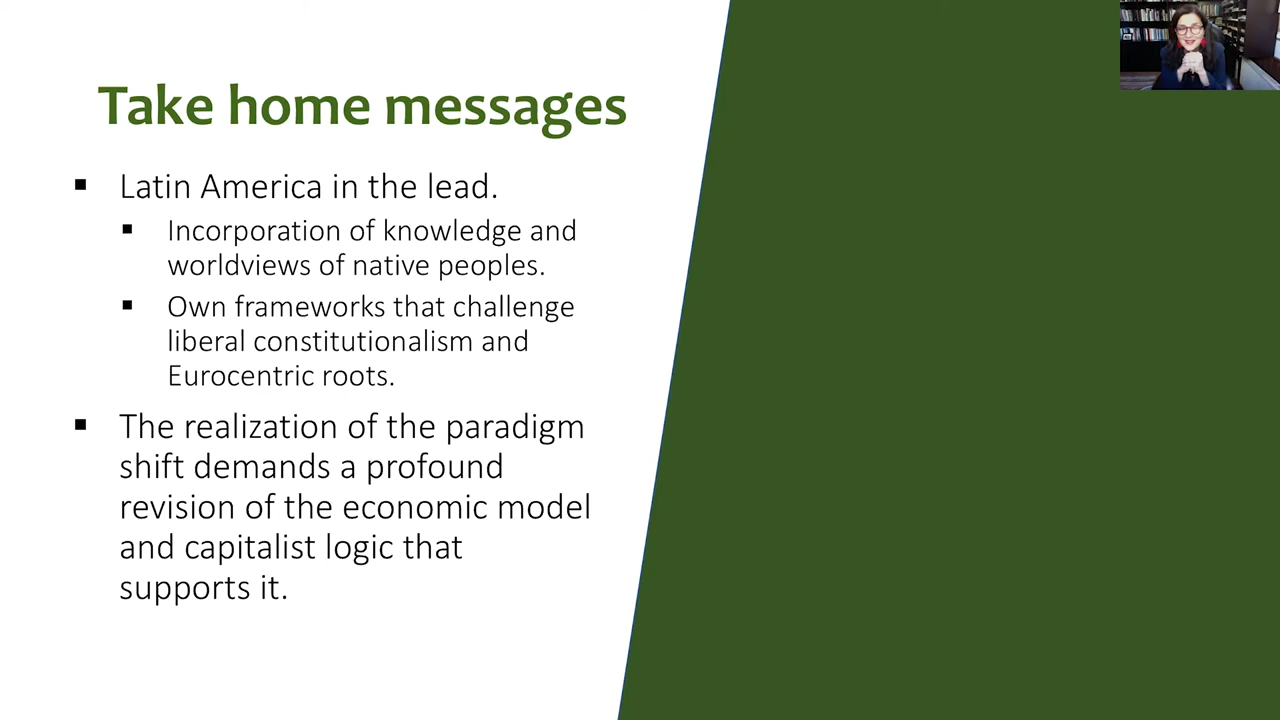 Take home messages
▪ Latin America in the lead.
▪ Incorporation of knowledge and
worldviews of native peoples.
▪ Own frameworks that challenge
liberal constitutionalism and
Eurocentric roots.
▪ The realization of the paradigm
shift demands a profound
revision of the economic model
and capitalist logic that
supports it.